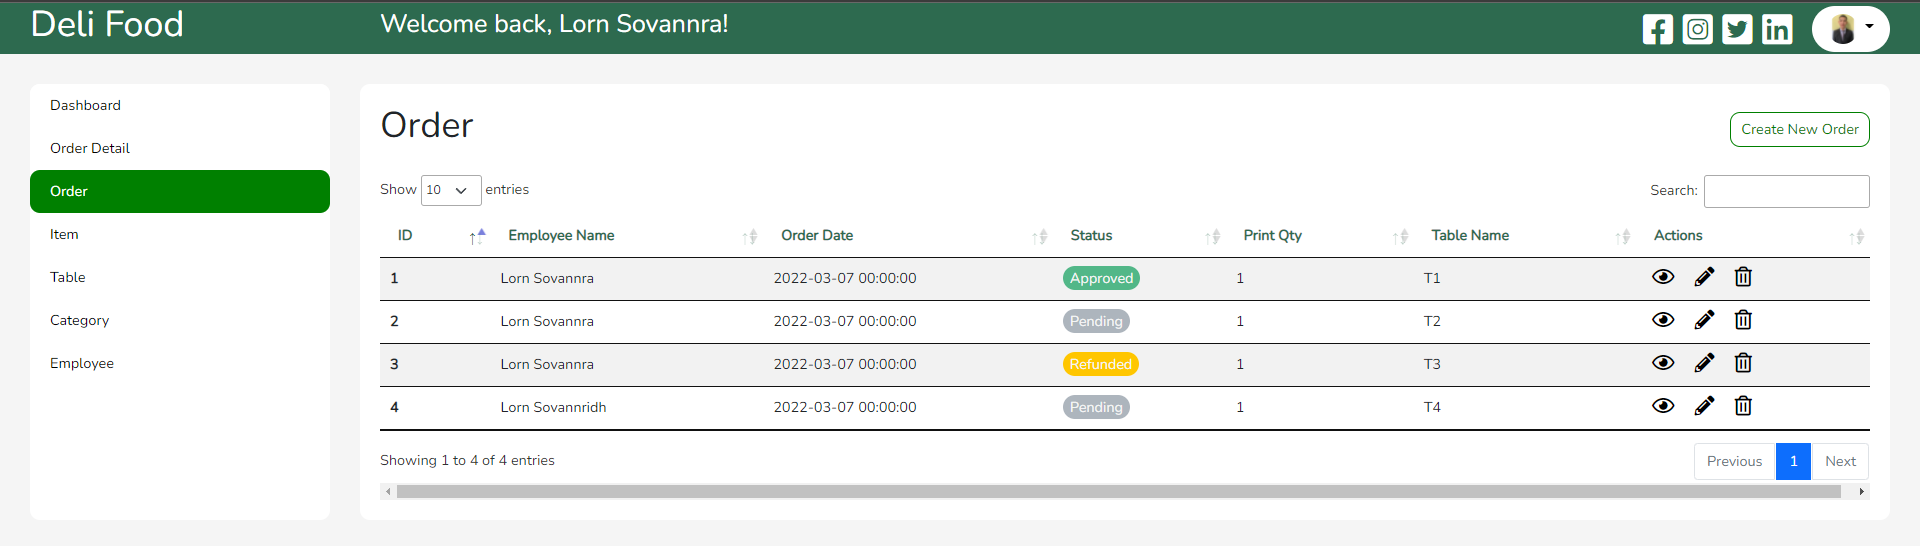 Deli Food
Welcome back, Lorn Sovannra!
Dashboard
Order Detail
Order
Item
Table
Category
Employee
Order
Create New Order
Show 10 entries
Search:
ID Employee Name Order Date Status Print Qty Table Name Actions
1 Lorn Sovannra 2022-03-07 00:00:00 Approved 1 T1
2 Lorn Sovannra 2022-03-07 00:00:00 Pending 1 T2
3 Lorn Sovannra 2022-03-07 00:00:00 Refunded 1 T3
4 Lorn Sovannridh 2022-03-07 00:00:00 Pending 1 T4
Showing 1 to 4 of 4 entries
Previous 1 Next